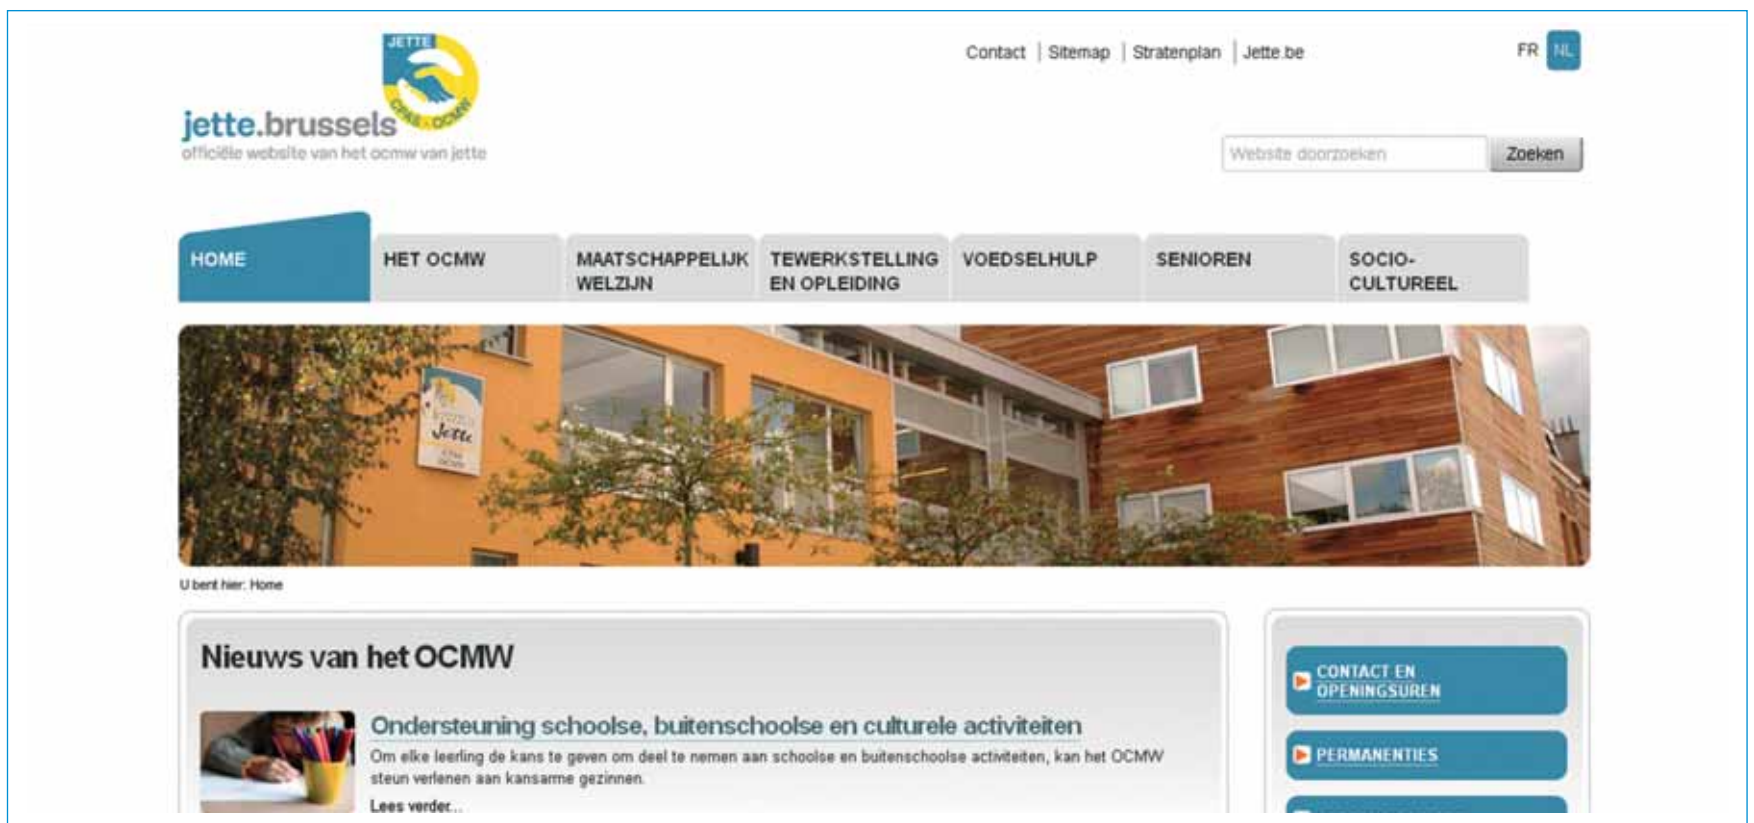 JETTE
CPAS - OCMW
jette.brussels
officiële website van het ocmw van jette
Contact | Sitemap | Stratenplan | Jette.be
FR NL
Website doorzoeken
Zoeken
HOME
HET OCMW
MAATSCHAPPELIJK
WELZIJN
TEWERKSTELLING
EN OPLEIDING
VOEDSELHULP
SENIOREN
SOCIO-
CULTUREEL
Jette
CPAS
OCMW
U bent hier: Home
Nieuws van het OCMW
Ondersteuning schoolse, buitenschoolse en culturele activiteiten
Om elke leerling de kans te geven om deel te nemen aan schoolse en buitenschoolse activiteiten, kan het OCMW
steun verlenen aan kansarme gezinnen.
Lees verder...
CONTACT EN
OPENINGSUREN
PERMANENTIES